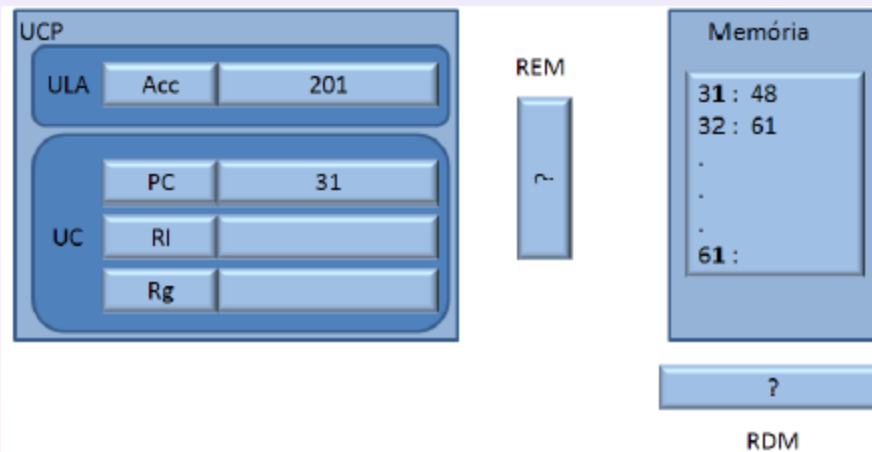 UCP
ULA Acc 201
UC
PC 31
RI
Rg
REM
?
Memória
31 : 48
32 : 61
.
.
.
61 :
?
RDM